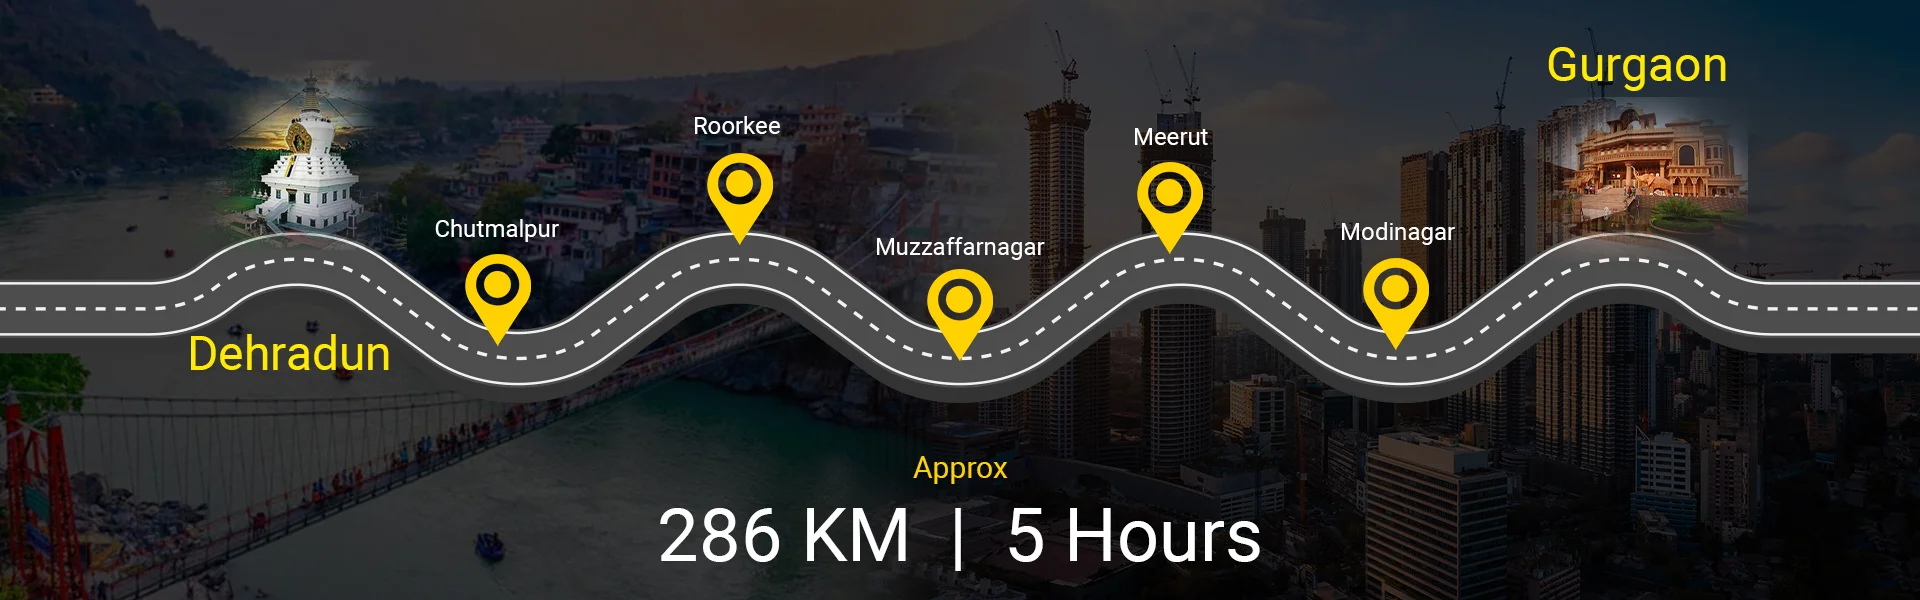 Gurgaon
Roorkee
Meerut
Chutmalpur
Muzzaffarnagar
Modinagar
Dehradun
Approx
286 KM | 5 Hours